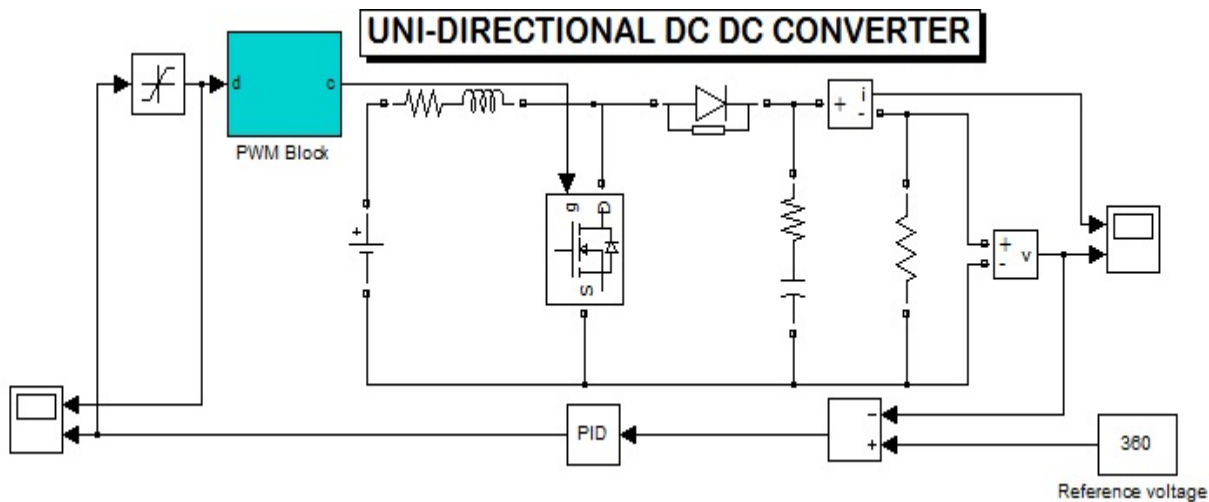 UNI-DIRECTIONAL DC DC CONVERTER
d
c
PWM Block
+
i
-
g
D
S
+
+
-
v
PID
-
+
360
Reference voltage